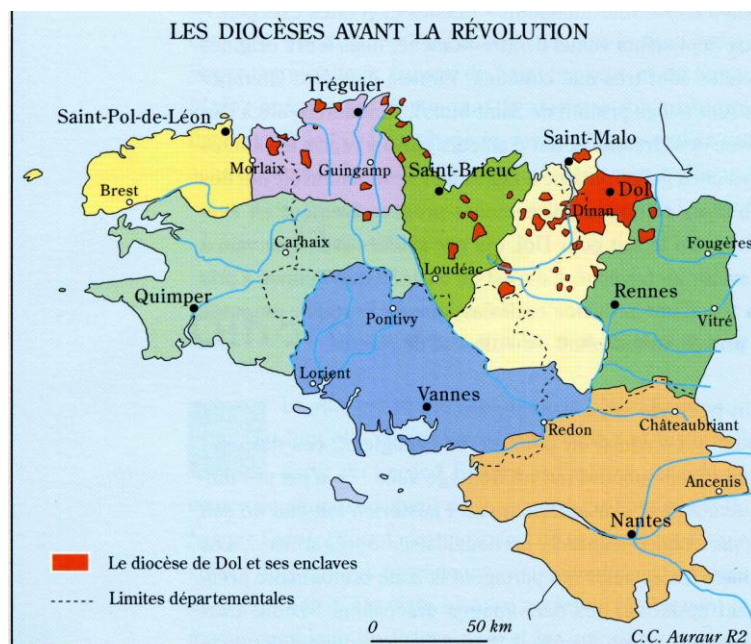 LES DIOCÈSES AVANT LA RÉVOLUTION
Tréguier
Saint-Pol-de-Léon
Saint-Malo
Morlaix
Guingamp
Saint-Brieuc
Dol
Brest
Dinan
Fougères
Carhaix
Loudéac
Quimper
Rennes
Pontivy
Vitré
Lorient
Vannes
Redon
Châteaubriant
Ancenis
Nantes
Le diocèse de Dol et ses enclaves
Limites départementales
0 50 km
C.C. Auraur R2